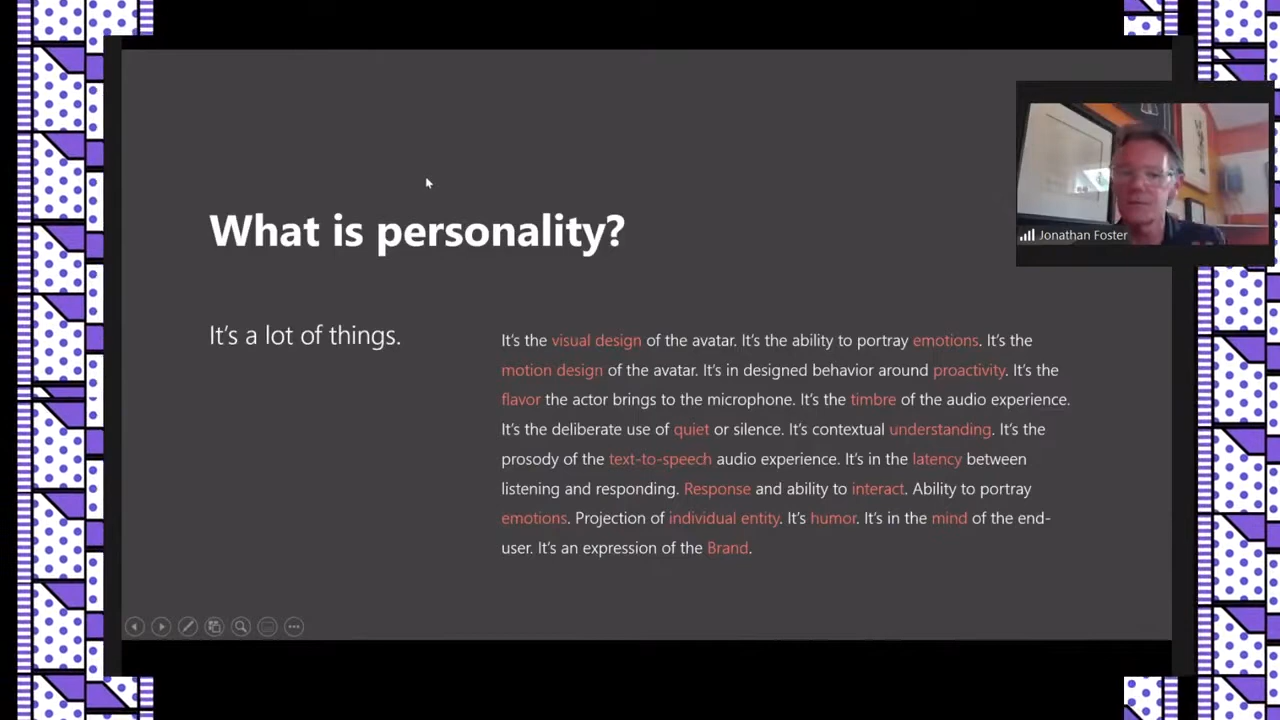 What is personality?
It's a lot of things.
It's the visual design of the avatar. It's the ability to portray emotions. It's the
motion design of the avatar. It's in designed behavior around proactivity. It's the
flavor the actor brings to the microphone. It's the timbre of the audio experience.
It's the deliberate use of quiet or silence. It's contextual understanding. It's the
prosody of the text-to-speech audio experience. It's in the latency between
listening and responding. Response and ability to interact. Ability to portray
emotions. Projection of individual entity. It's humor. It's in the mind of the end-
user. It's an expression of the Brand.
Jonathan Foster